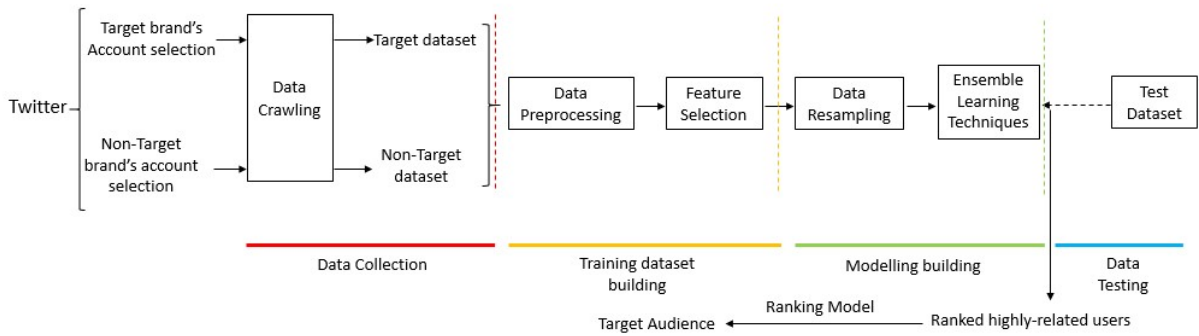 Target brand's
Account selection
Twitter
Non-Target
brand's account
selection
Data
Crawling
Target dataset
Non-Target
dataset
Data
Preprocessing
Feature
Selection
Data
Resampling
Ensemble
Learning
Techniques
Test
Dataset
Data Collection
Training dataset
building
Modelling building
Data
Testing
Ranking Model
Target Audience
Ranked highly-related users